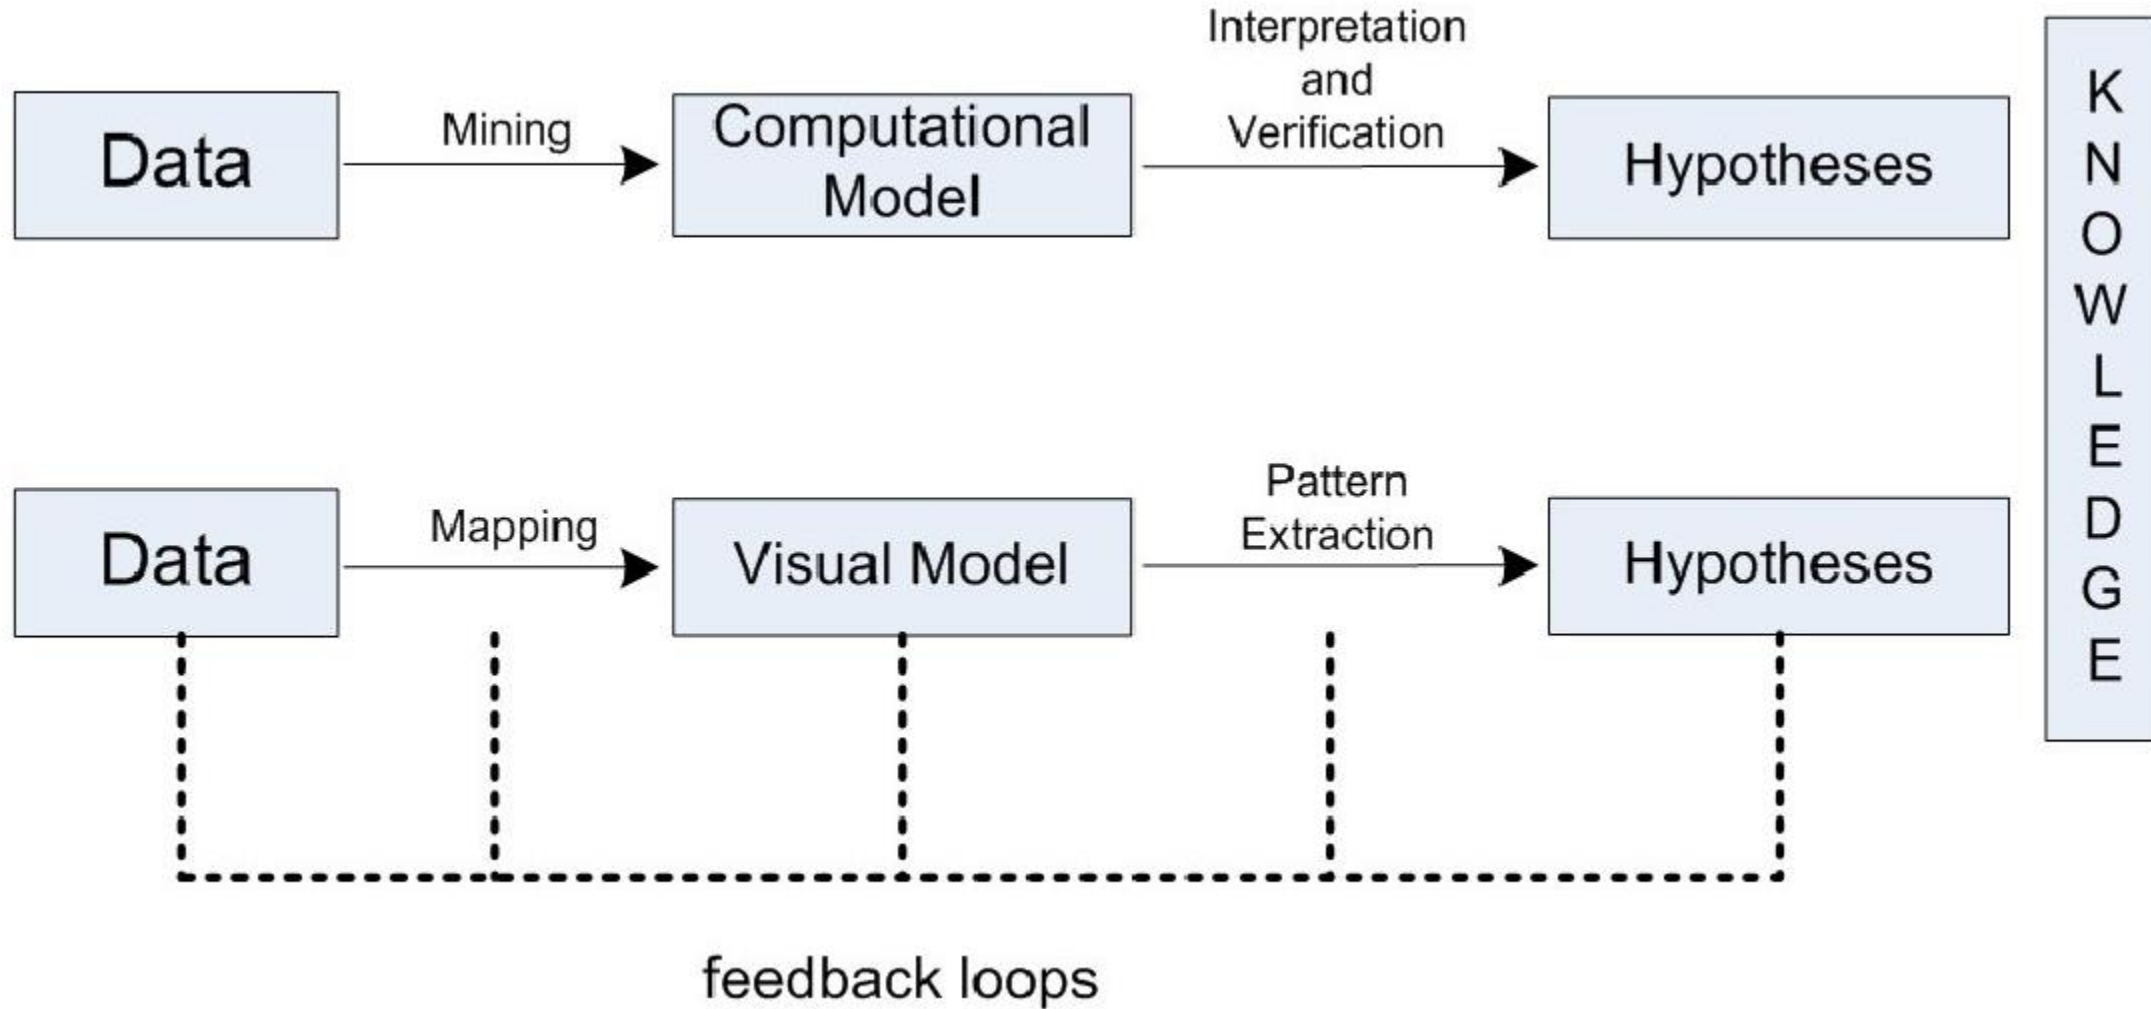 Data
Mining
Computational
Model
Interpretation
and
Verification
Hypotheses
Data
Mapping
Visual Model
Pattern
Extraction
Hypotheses
K
N
O
W
L
E
D
G
E
feedback loops